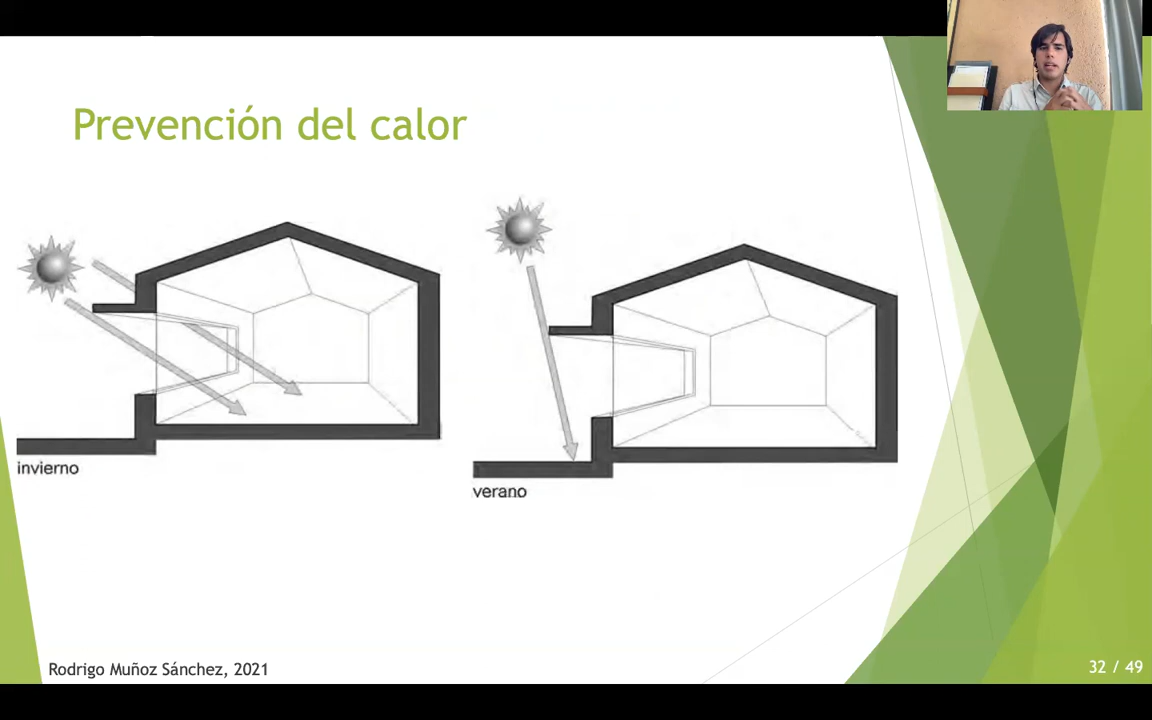 Prevención del calor
invierno
verano
Rodrigo Muñoz Sánchez, 2021
32 / 49